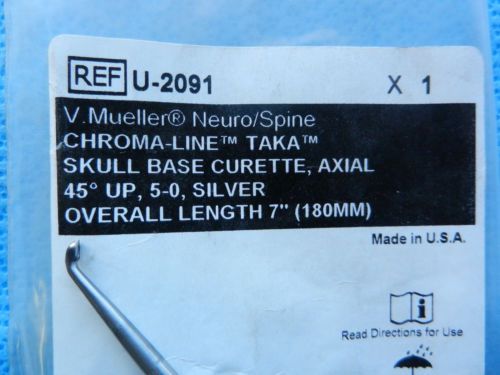 REF U-2091 X 1
V.Mueller® Neuro/Spine
CHROMA-LINE™ TAKA™
SKULL BASE CURETTE, AXIAL
45° UP, 5-0, SILVER
OVERALL LENGTH 7" (180MM)
Made in U.S.A.
i
Read Directions for Use